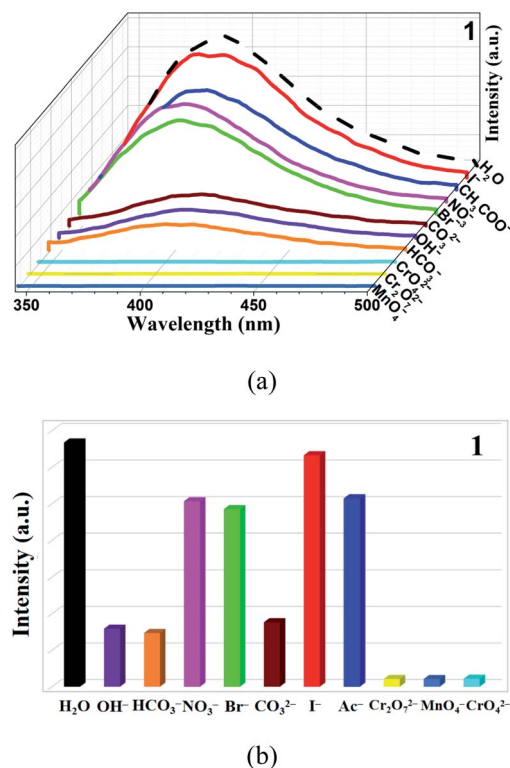 1
Intensity (a.u.)
H₂O
I⁻
CH₃COO⁻
NO₃⁻
Br⁻
CO₃²⁻
OH⁻
HCO₃⁻
CrO₄²⁻
Cr₂O₇²⁻
MnO₄⁻
350 400 450 500
Wavelength (nm)
(a)
1
Intensity (a.u.)
H₂O OH⁻ HCO₃⁻ NO₃⁻ Br⁻ CO₃²⁻ I⁻ Ac⁻ Cr₂O₇²⁻ MnO₄⁻ CrO₄²⁻
(b)